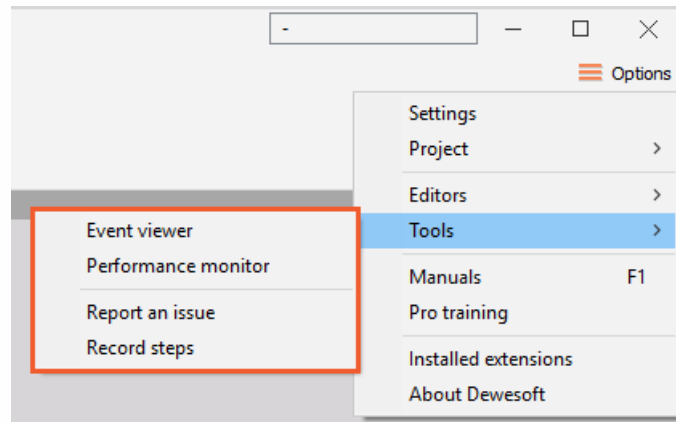 -
Options
Settings
Project
Editors
Tools
Manuals F1
Pro training
Installed extensions
About Dewesoft
Event viewer
Performance monitor
Report an issue
Record steps